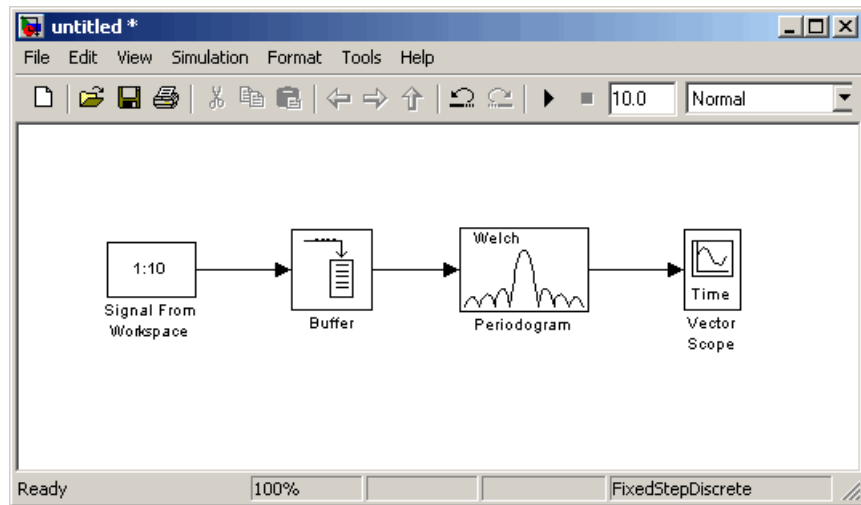 untitled *
File Edit View Simulation Format Tools Help
10.0 Normal
Welch
1:10
Time
Signal From
Workspace
Buffer
Periodogram
Vector
Scope
Ready 100% FixedStepDiscrete